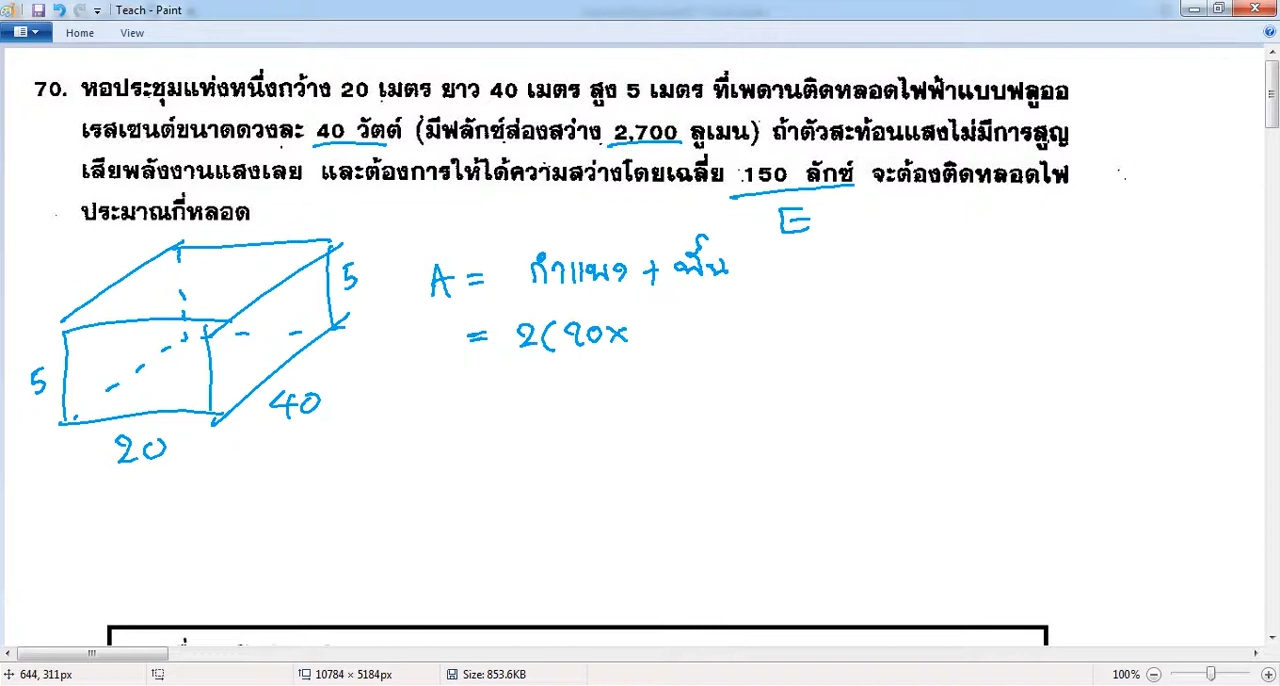 Teach - Paint
Home View
70. หอประชุมแห่งหนึ่งกว้าง 20 เมตร ยาว 40 เมตร สูง 5 เมตร ที่เพดานติดหลอดไฟฟ้าแบบฟลูออ
เรสเซนต์ขนาดดวงละ 40 วัตต์ (มีฟลักซ์ส่องสว่าง 2,700 ลูเมน) ถ้าตัวสะท้อนแสงไม่มีการสูญ
เสียพลังงานแสงเลย และต้องการให้ได้ความสว่างโดยเฉลี่ย 150 ลักซ์ จะต้องติดหลอดไฟ
ประมาณกี่หลอด
E
5
A = กำแพง + พื้น
= 2(20×
5
40
20
644, 311px
10784 × 5184px
Size: 853.6KB
100%